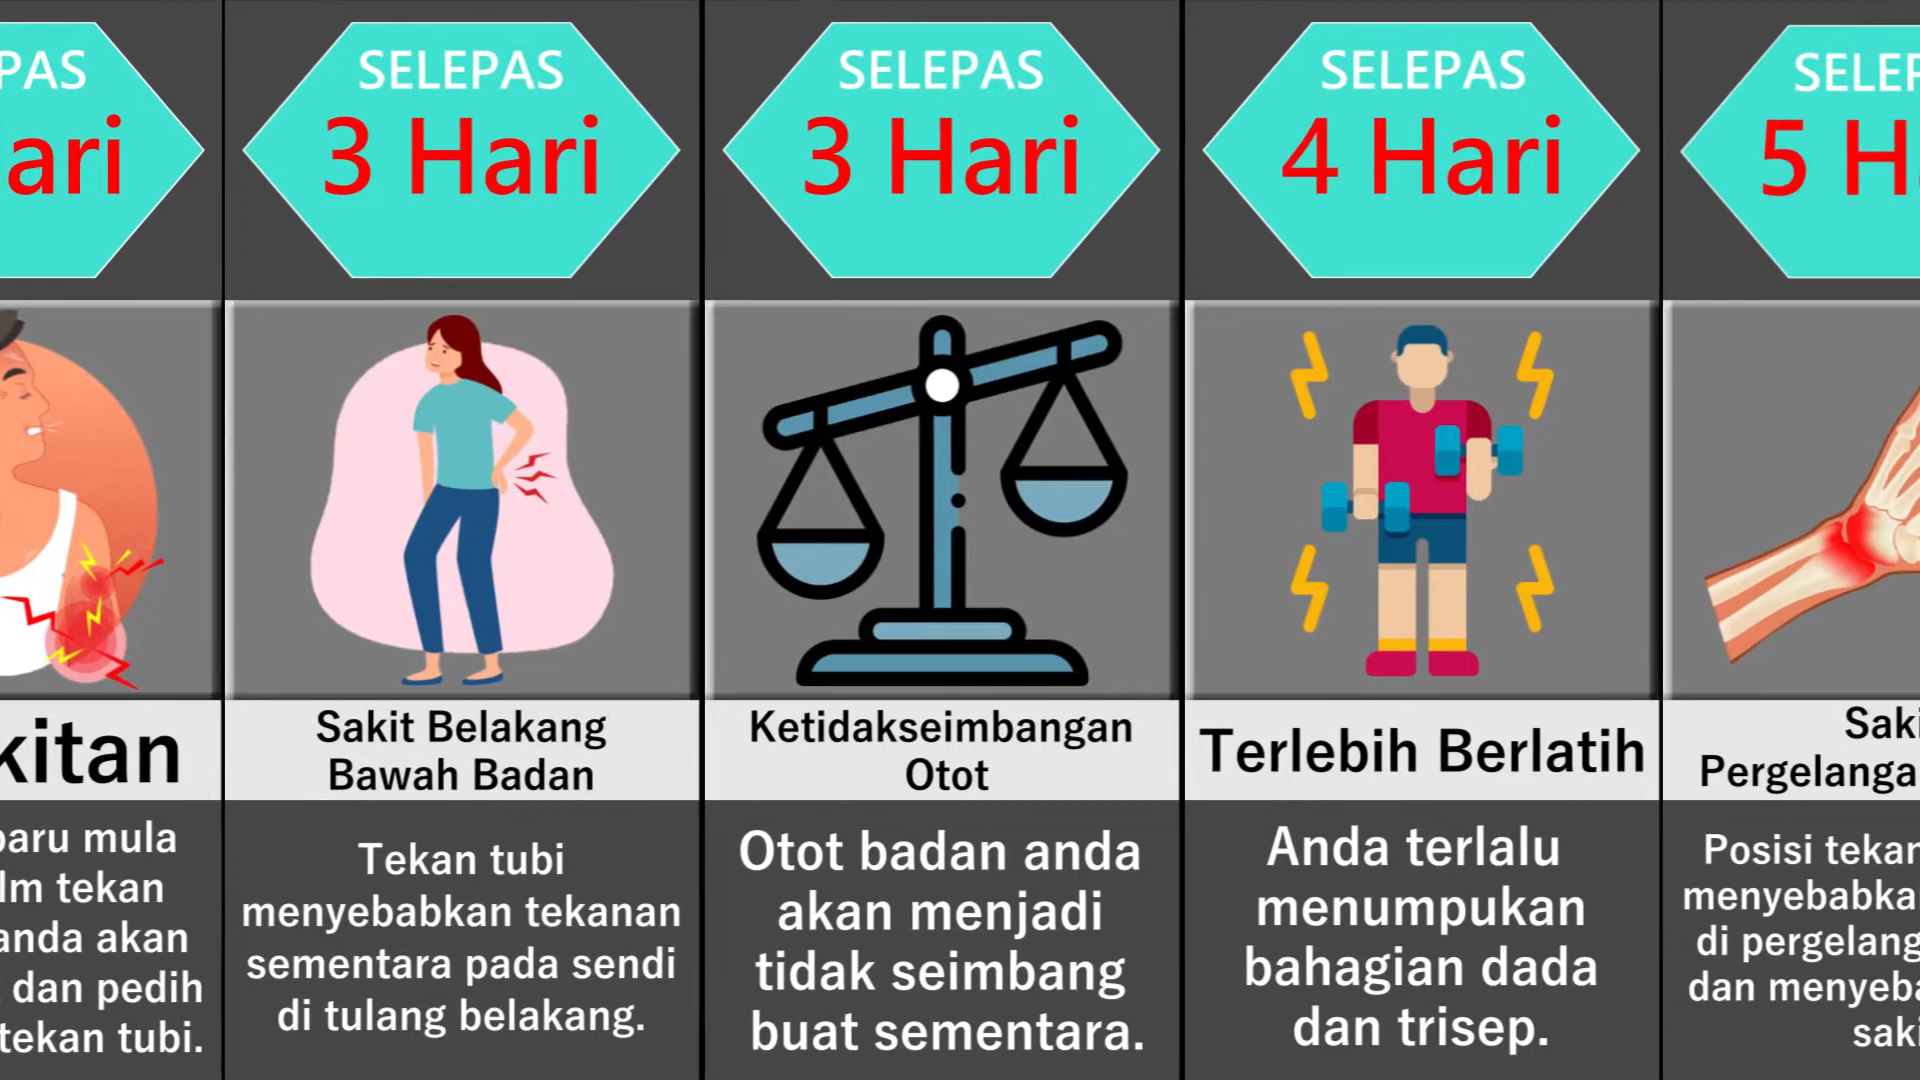 PAS
ari
kitan
baru mula
lm tekan
anda akan
dan pedih
tekan tubi.
SELEPAS
3 Hari
Sakit Belakang
Bawah Badan
Tekan tubi
menyebabkan tekanan
sementara pada sendi
di tulang belakang.
SELEPAS
3 Hari
Ketidakseimbangan
Otot
Otot badan anda
akan menjadi
tidak seimbang
buat sementara.
SELEPAS
4 Hari
Terlebih Berlatih
Anda terlalu
menumpukan
bahagian dada
dan trisep.
SELEP
5 H
Saki
Pergelanga
Posisi tekan
menyebabka
di pergelang
dan menyeba
saki